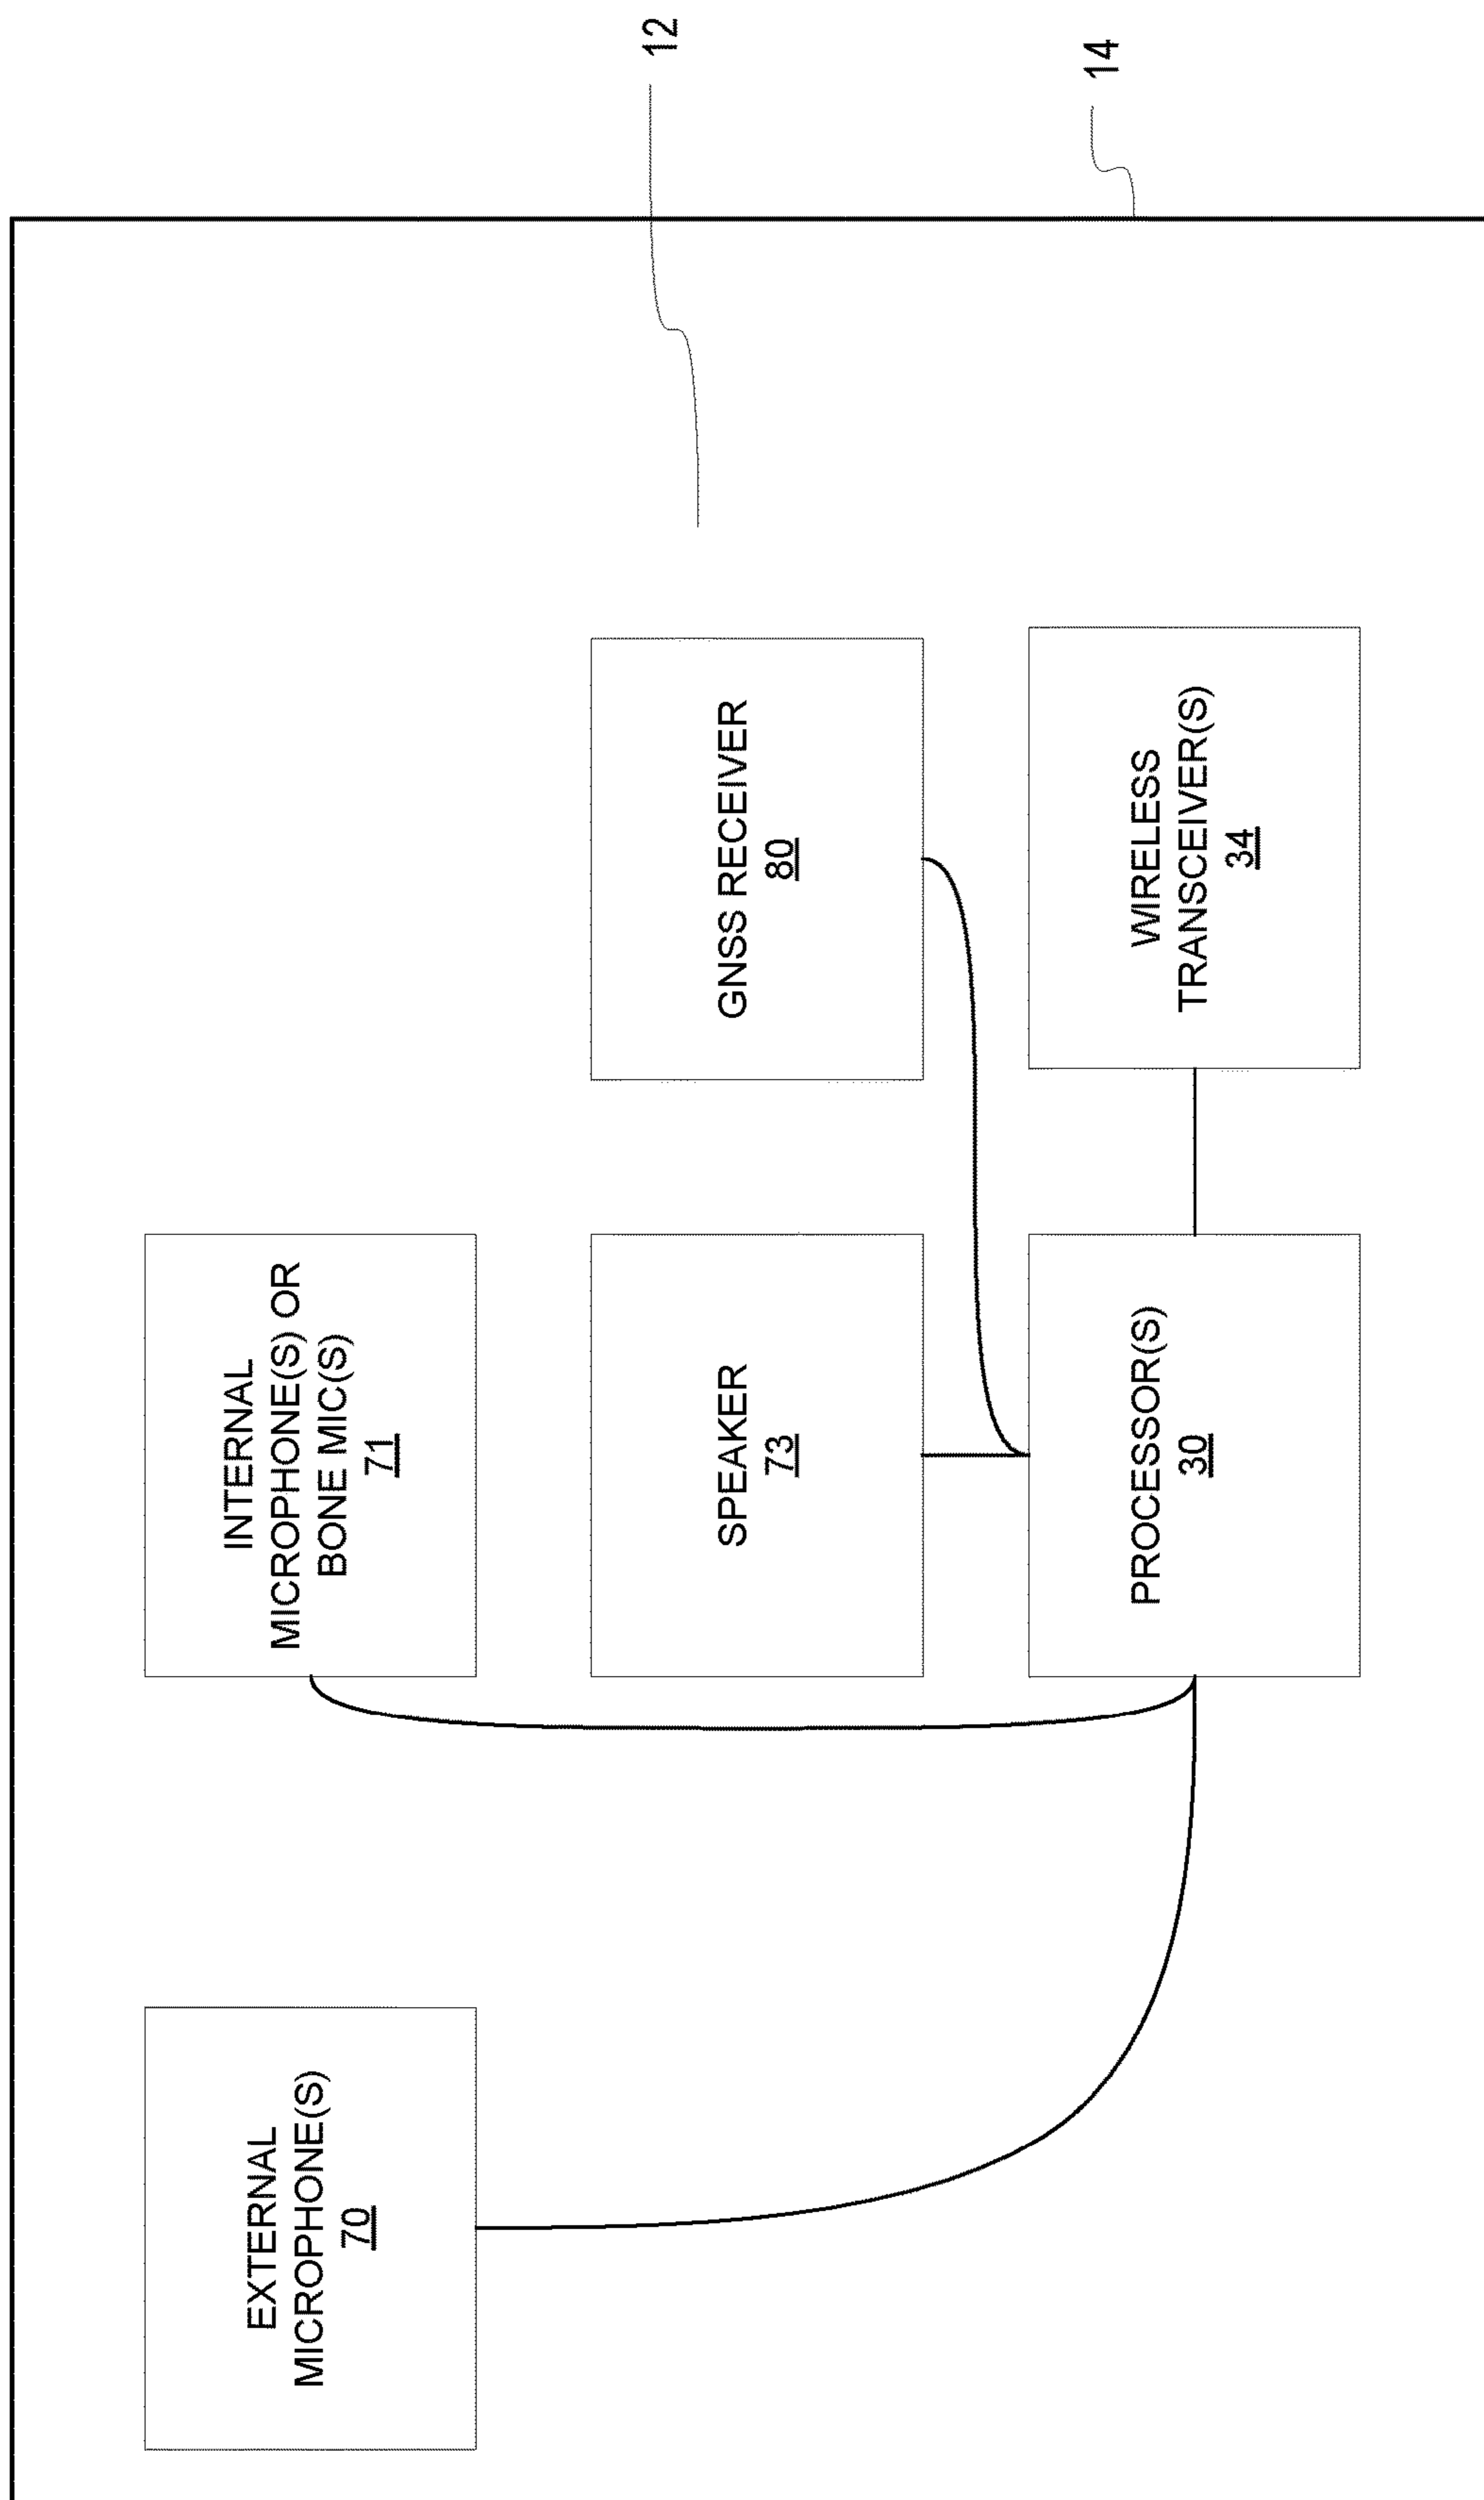 EXTERNAL
MICROPHONE(S)
70
INTERNAL
MICROPHONE(S) OR
BONE MIC(S)
71
SPEAKER
73
GNSS RECEIVER
80
12
PROCESSOR(S)
30
WIRELESS
TRANSCEIVER(S)
34
14